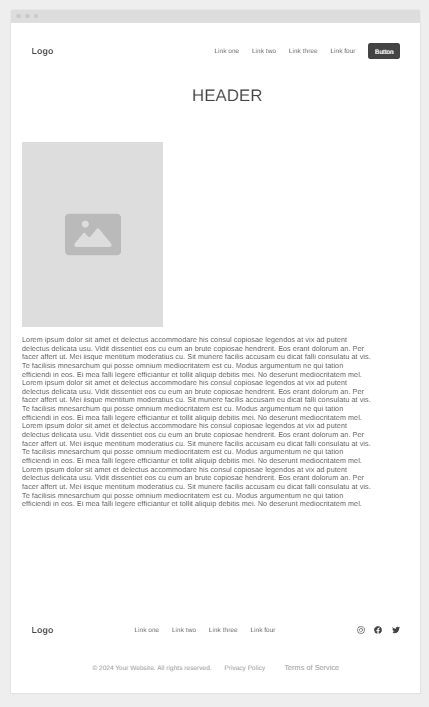 Logo Link one Link two Link three Link four Button
HEADER
Lorem ipsum dolor sit amet et delectus accommodare his consul copiosae legendos at vix ad putent
delectus delicata usu. Vidit dissentiet eos cu eum an brute copiosae hendrerit. Eos erant dolorum an. Per
facer affert ut. Mei iisque mentitum moderatius cu. Sit munere facilis accusam eu dicat falli consulatu at vis.
Te facilisis mnesarchum qui posse omnium mediocritatem est cu. Modus argumentum ne qui tation
efficiendi in eos. Ei mea falli legere efficiantur et tollit aliquip debitis mei. No deserunt mediocritatem mel.
Lorem ipsum dolor sit amet et delectus accommodare his consul copiosae legendos at vix ad putent
delectus delicata usu. Vidit dissentiet eos cu eum an brute copiosae hendrerit. Eos erant dolorum an. Per
facer affert ut. Mei iisque mentitum moderatius cu. Sit munere facilis accusam eu dicat falli consulatu at vis.
Te facilisis mnesarchum qui posse omnium mediocritatem est cu. Modus argumentum ne qui tation
efficiendi in eos. Ei mea falli legere efficiantur et tollit aliquip debitis mei. No deserunt mediocritatem mel.
Lorem ipsum dolor sit amet et delectus accommodare his consul copiosae legendos at vix ad putent
delectus delicata usu. Vidit dissentiet eos cu eum an brute copiosae hendrerit. Eos erant dolorum an. Per
facer affert ut. Mei iisque mentitum moderatius cu. Sit munere facilis accusam eu dicat falli consulatu at vis.
Te facilisis mnesarchum qui posse omnium mediocritatem est cu. Modus argumentum ne qui tation
efficiendi in eos. Ei mea falli legere efficiantur et tollit aliquip debitis mei. No deserunt mediocritatem mel.
Lorem ipsum dolor sit amet et delectus accommodare his consul copiosae legendos at vix ad putent
delectus delicata usu. Vidit dissentiet eos cu eum an brute copiosae hendrerit. Eos erant dolorum an. Per
facer affert ut. Mei iisque mentitum moderatius cu. Sit munere facilis accusam eu dicat falli consulatu at vis.
Te facilisis mnesarchum qui posse omnium mediocritatem est cu. Modus argumentum ne qui tation
efficiendi in eos. Ei mea falli legere efficiantur et tollit aliquip debitis mei. No deserunt mediocritatem mel.
Logo Link one Link two Link three Link four
© 2024 Your Website. All rights reserved. Privacy Policy Terms of Service